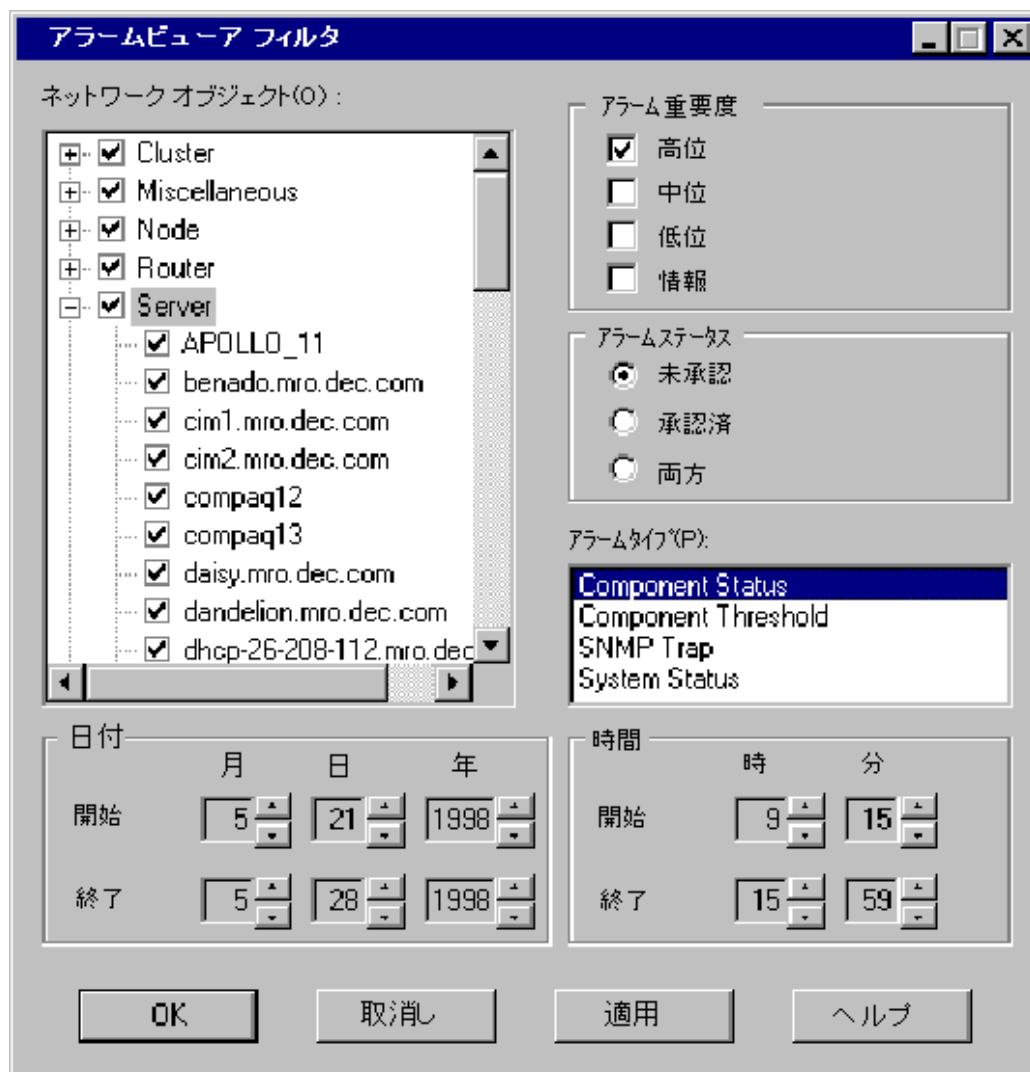 アラームビューア フィルタ
ネットワーク オブジェクト(O) :
Cluster
Miscellaneous
Node
Router
Server
APOLLO_11
benado.mro.dec.com
cim1.mro.dec.com
cim2.mro.dec.com
compaq12
compaq13
daisy.mro.dec.com
dandelion.mro.dec.com
dhcp-26-208-112.mro.dec
アラーム重要度
高位
中位
低位
情報
アラームステータス
未承認
承認済
両方
アラームタイプ(P):
Component Status
Component Threshold
SNMP Trap
System Status
日付
月 日 年
開始 5 21 1998
終了 5 28 1998
時間
時 分
開始 9 15
終了 15 59
OK 取消し 適用 ヘルプ